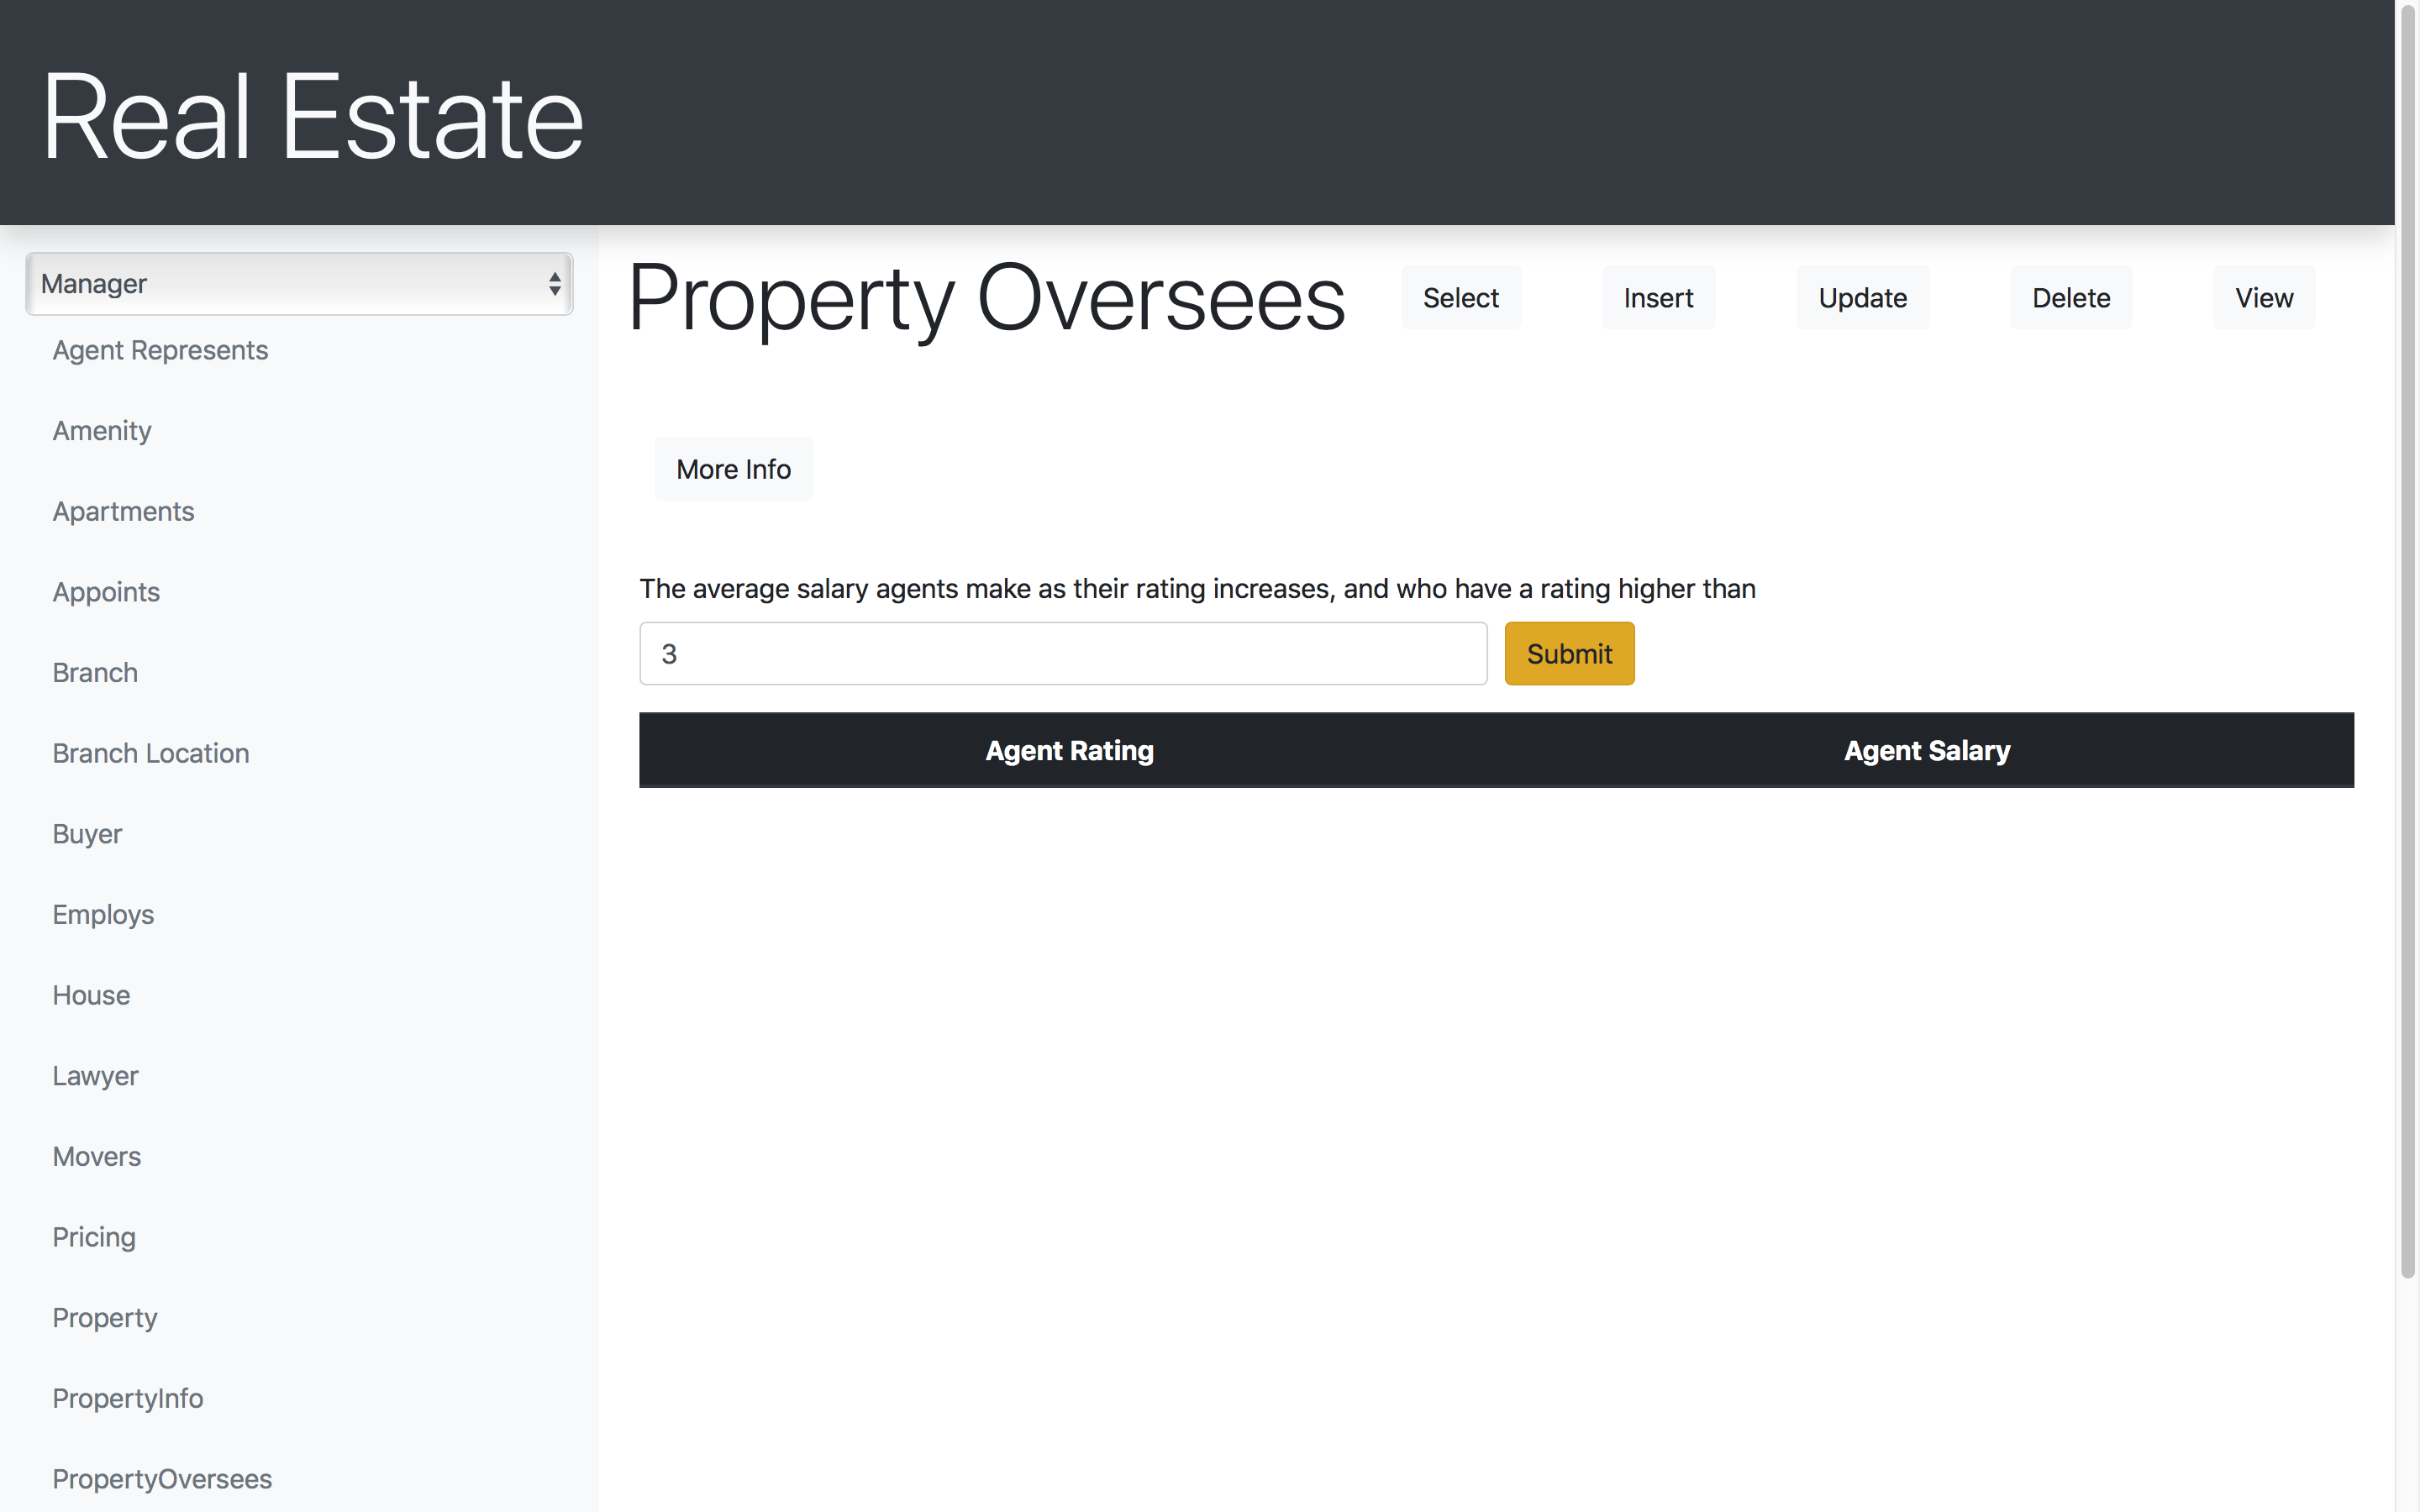 Real Estate
Manager
Agent Represents
Amenity
Apartments
Appoints
Branch
Branch Location
Buyer
Employs
House
Lawyer
Movers
Pricing
Property
PropertyInfo
PropertyOversees
Property Oversees
Select
Insert
Update
Delete
View
More Info
The average salary agents make as their rating increases, and who have a rating higher than
3
Submit
Agent Rating
Agent Salary